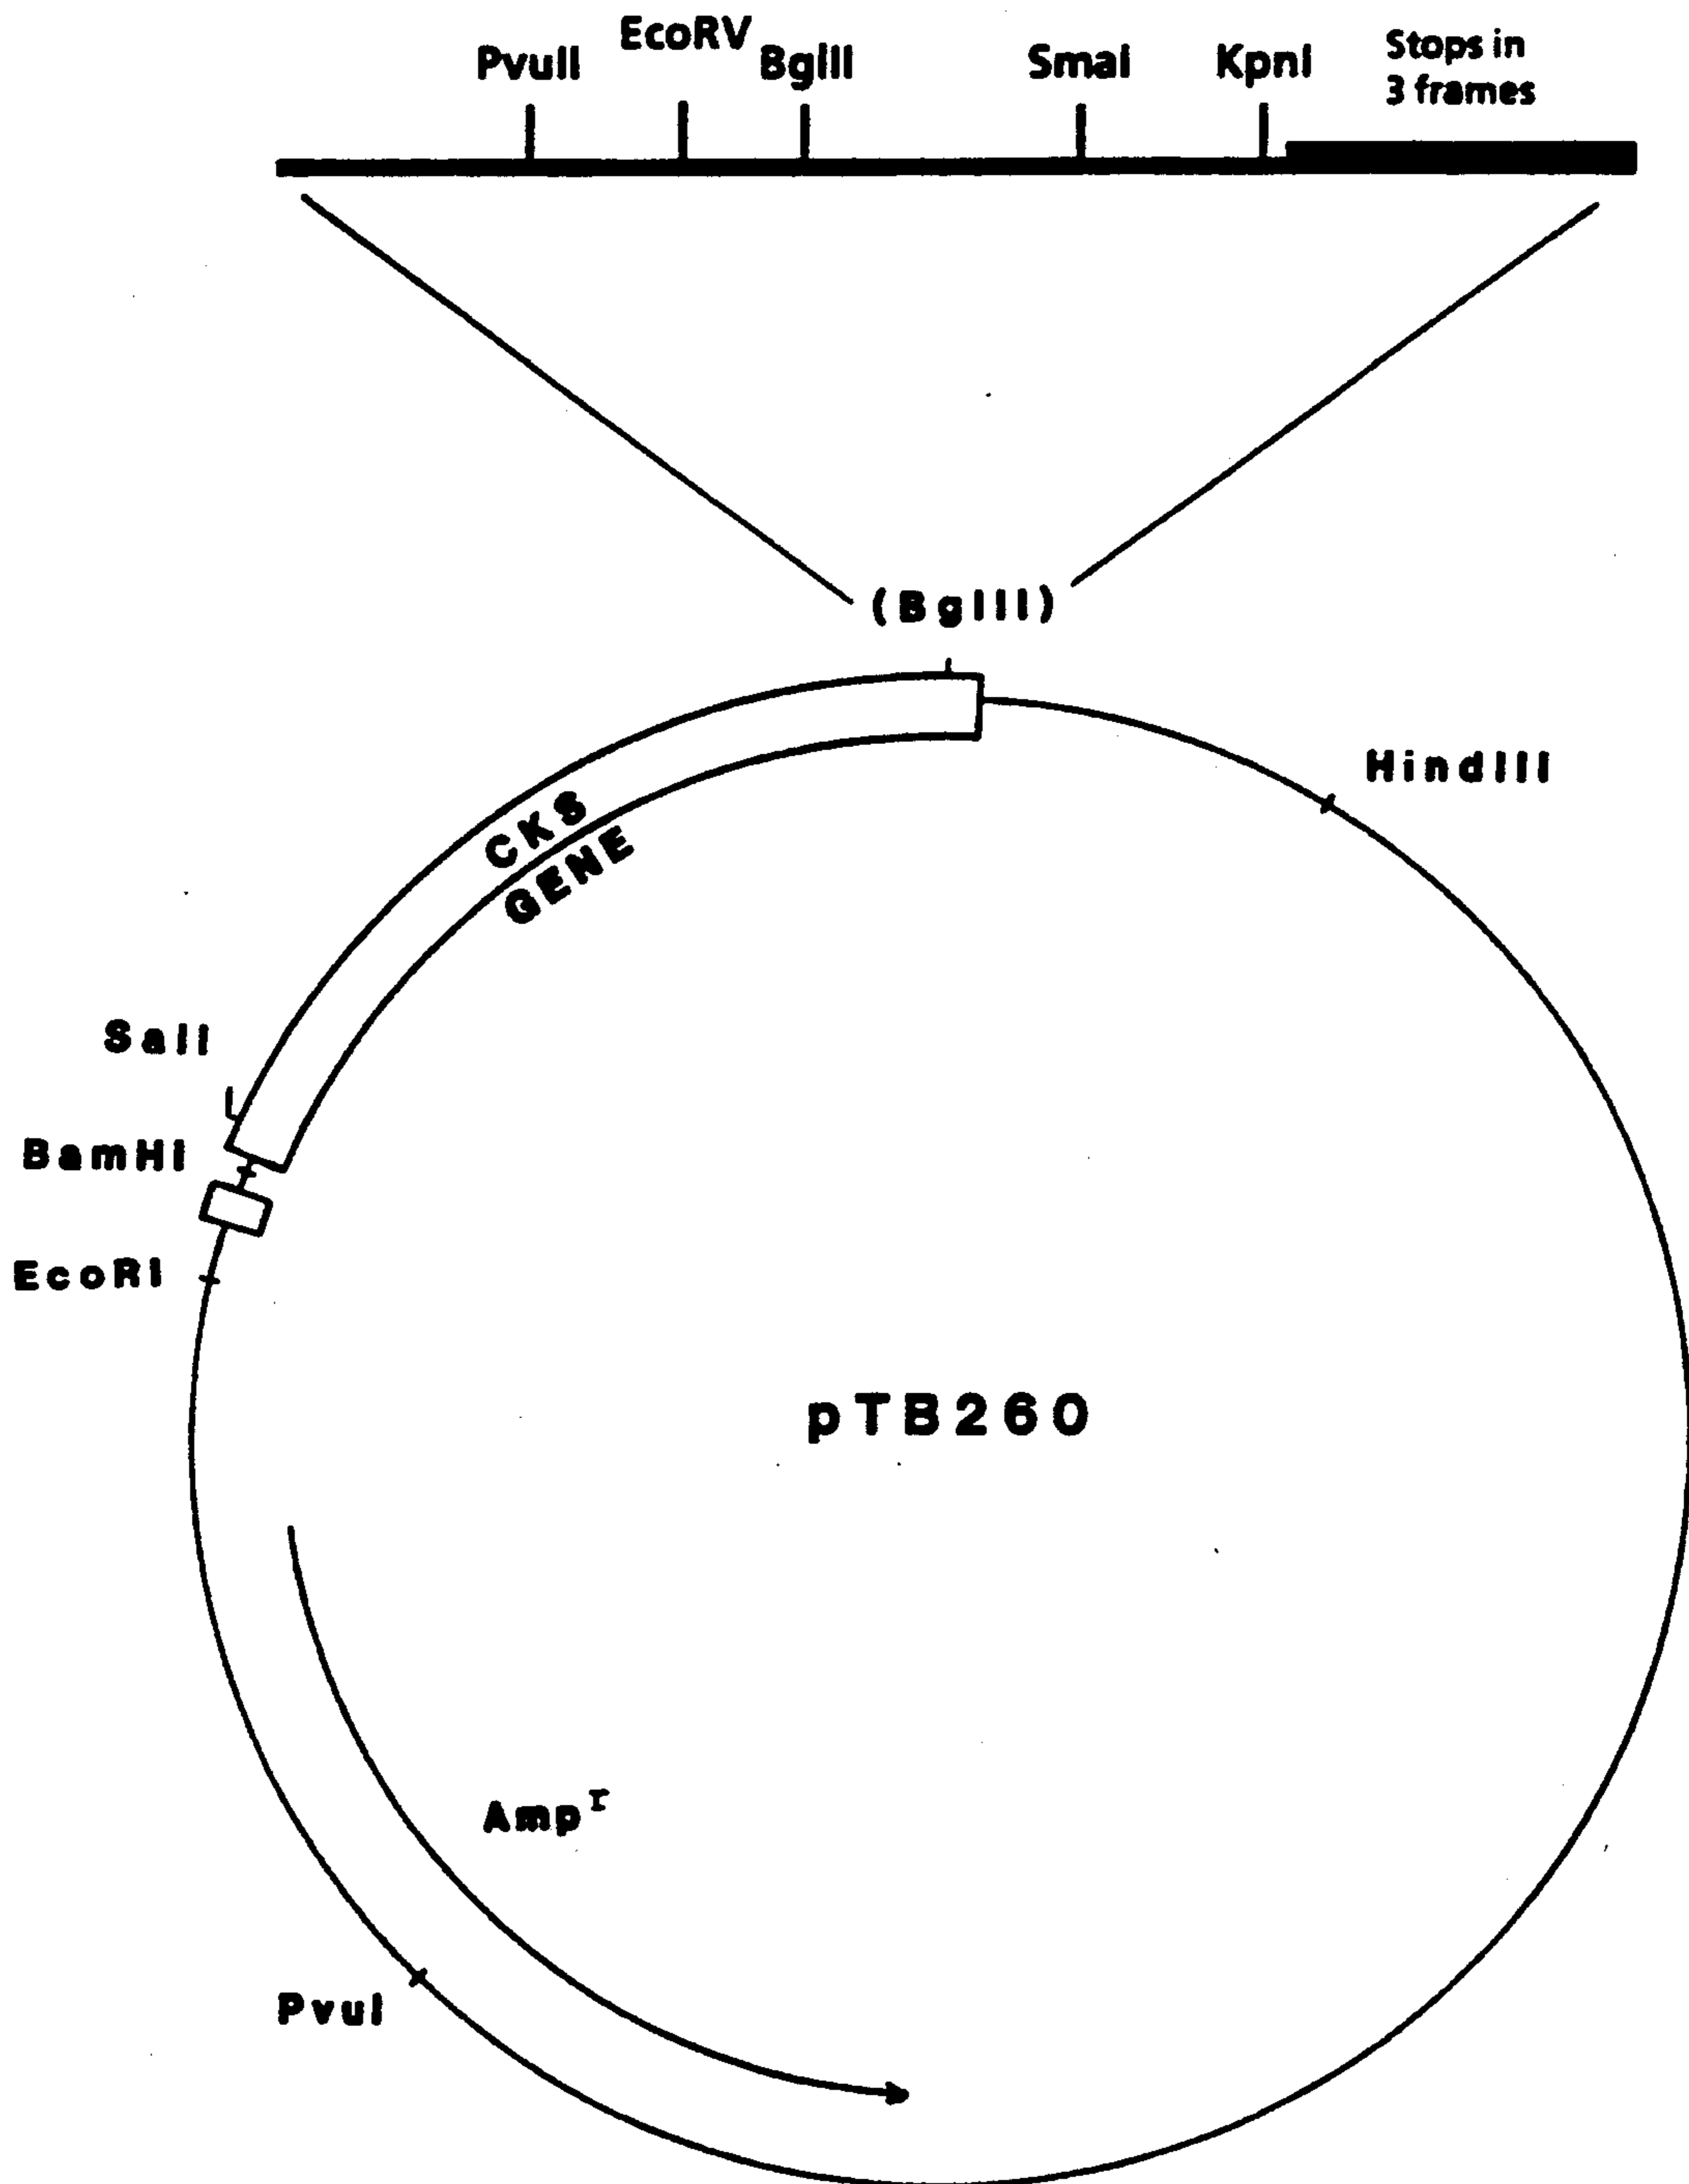 PvuII
EcoRV
BglII
SmaI
KpnI
Stops in
3 frames
(BglII)
HindIII
CKS
GENE
SalI
BamHI
EcoRI
pTB260
Amp^r
PvuI